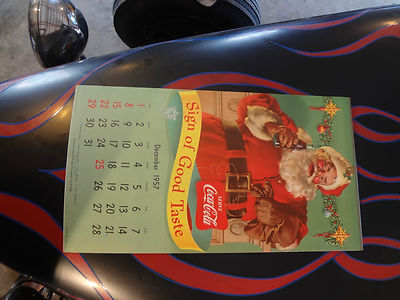 Sign of Good Taste
SERVE
Coca-Cola
December 1957
1 2 3 4 5 6 7
8 9 10 11 12 13 14
15 16 17 18 19 20 21
22 23 24 25 26 27 28
29 30 31